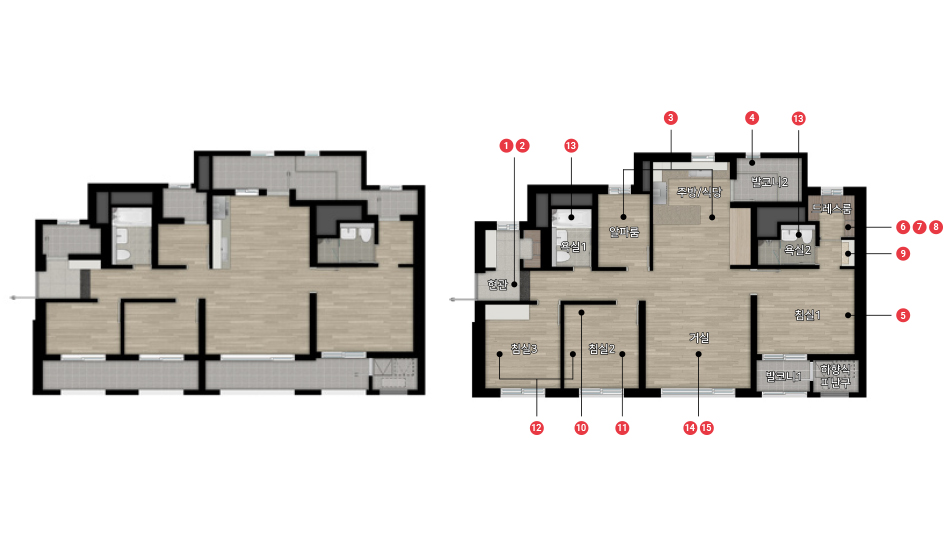 3
4
13
1 2
13
주방/식당
발코니2
드레스룸
알파룸
6 7 8
욕실1
욕실2
9
현관
침실1
5
거실
침실3
침실2
발코니1
하향식
피난구
12
10
11
14 15